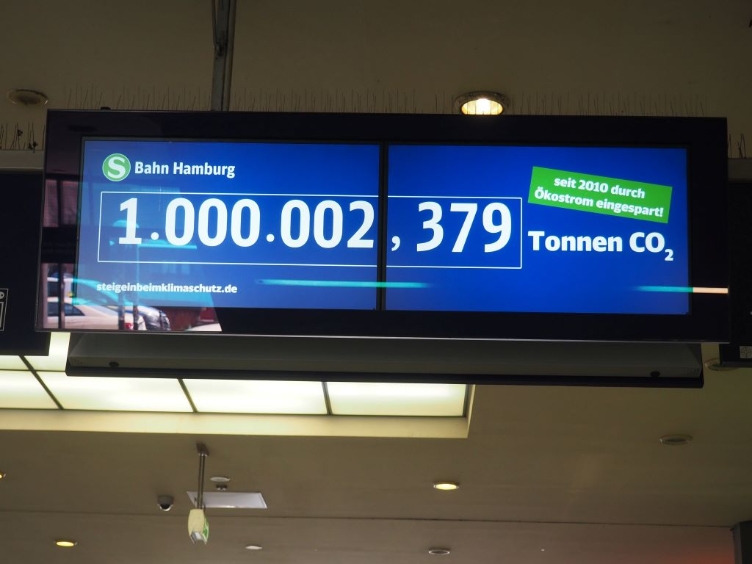 S Bahn Hamburg
seit 2010 durch
Ökostrom eingespart!
1.000.002,379 Tonnen CO₂
steigeinbeimklimaschutz.de